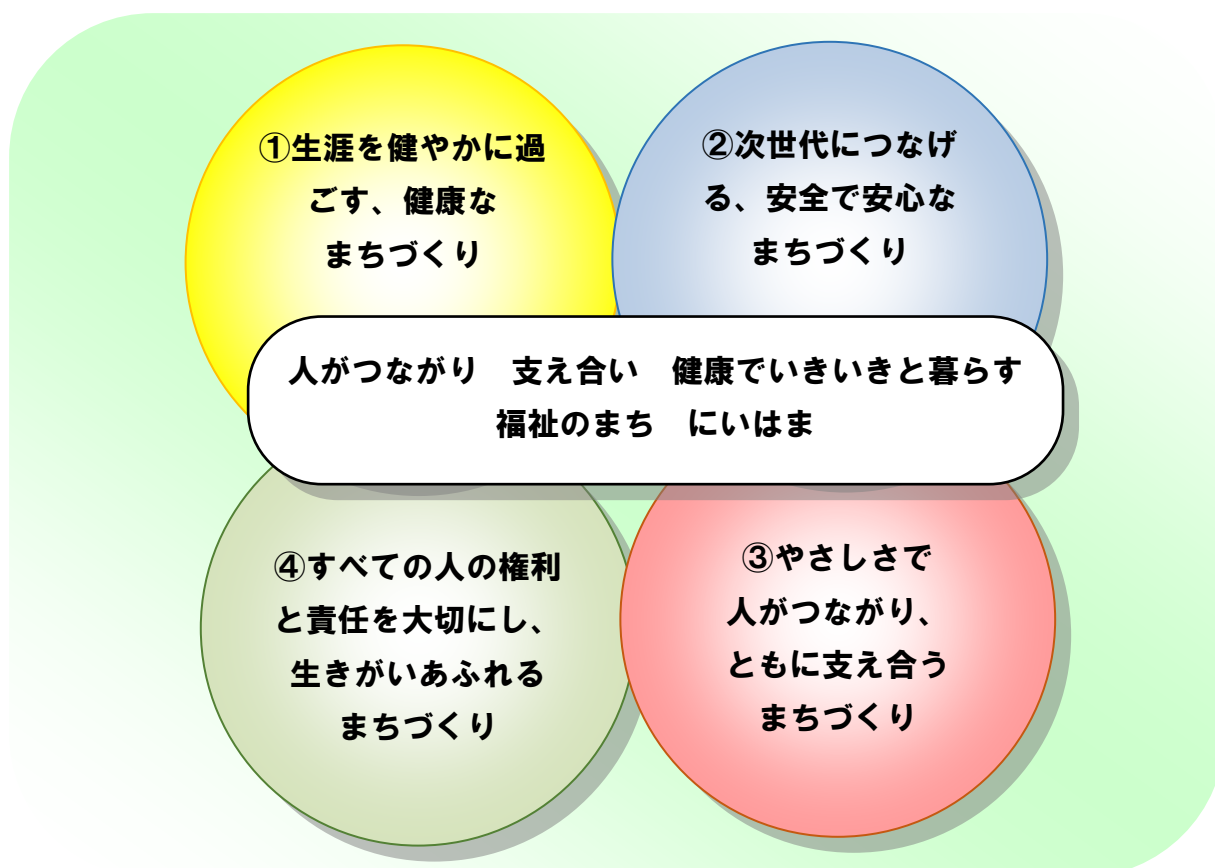 ①生涯を健やかに過
ごす、健康な
まちづくり
②次世代につなげ
る、安全で安心な
まちづくり
人がつながり　支え合い　健康でいきいきと暮らす
福祉のまち　にいはま
④すべての人の権利
と責任を大切にし、
生きがいあふれる
まちづくり
③やさしさで
人がつながり、
ともに支え合う
まちづくり